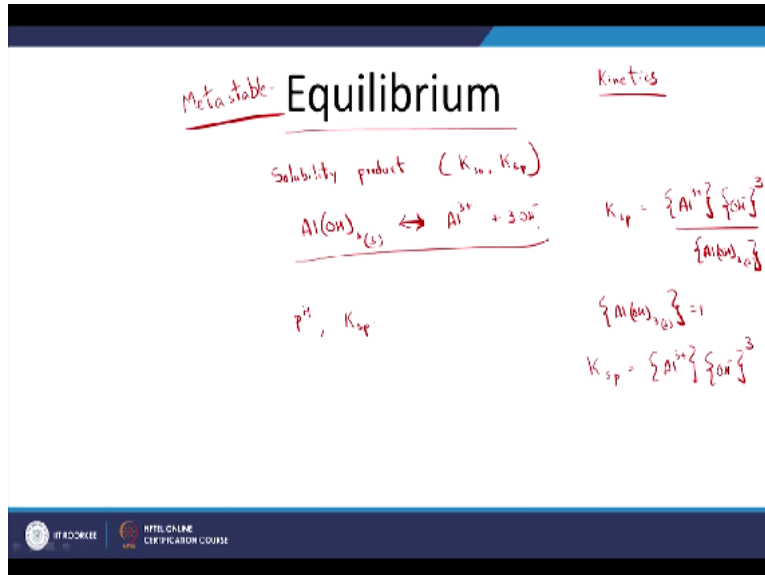 Metastable - Equilibrium
Kinetics
Solubility product (Kso, Ksp)
Al(OH)3(s) ↔ Al3+ + 3OH-
Ksp = {Al3+}{OH-}3
{Al(OH)3(s)}
pH, Ksp
{Al(OH)3(s)} = 1
Ksp = {Al3+}{OH-}3
IIT ROORKEE
NPTEL ONLINE
CERTIFICATION COURSE